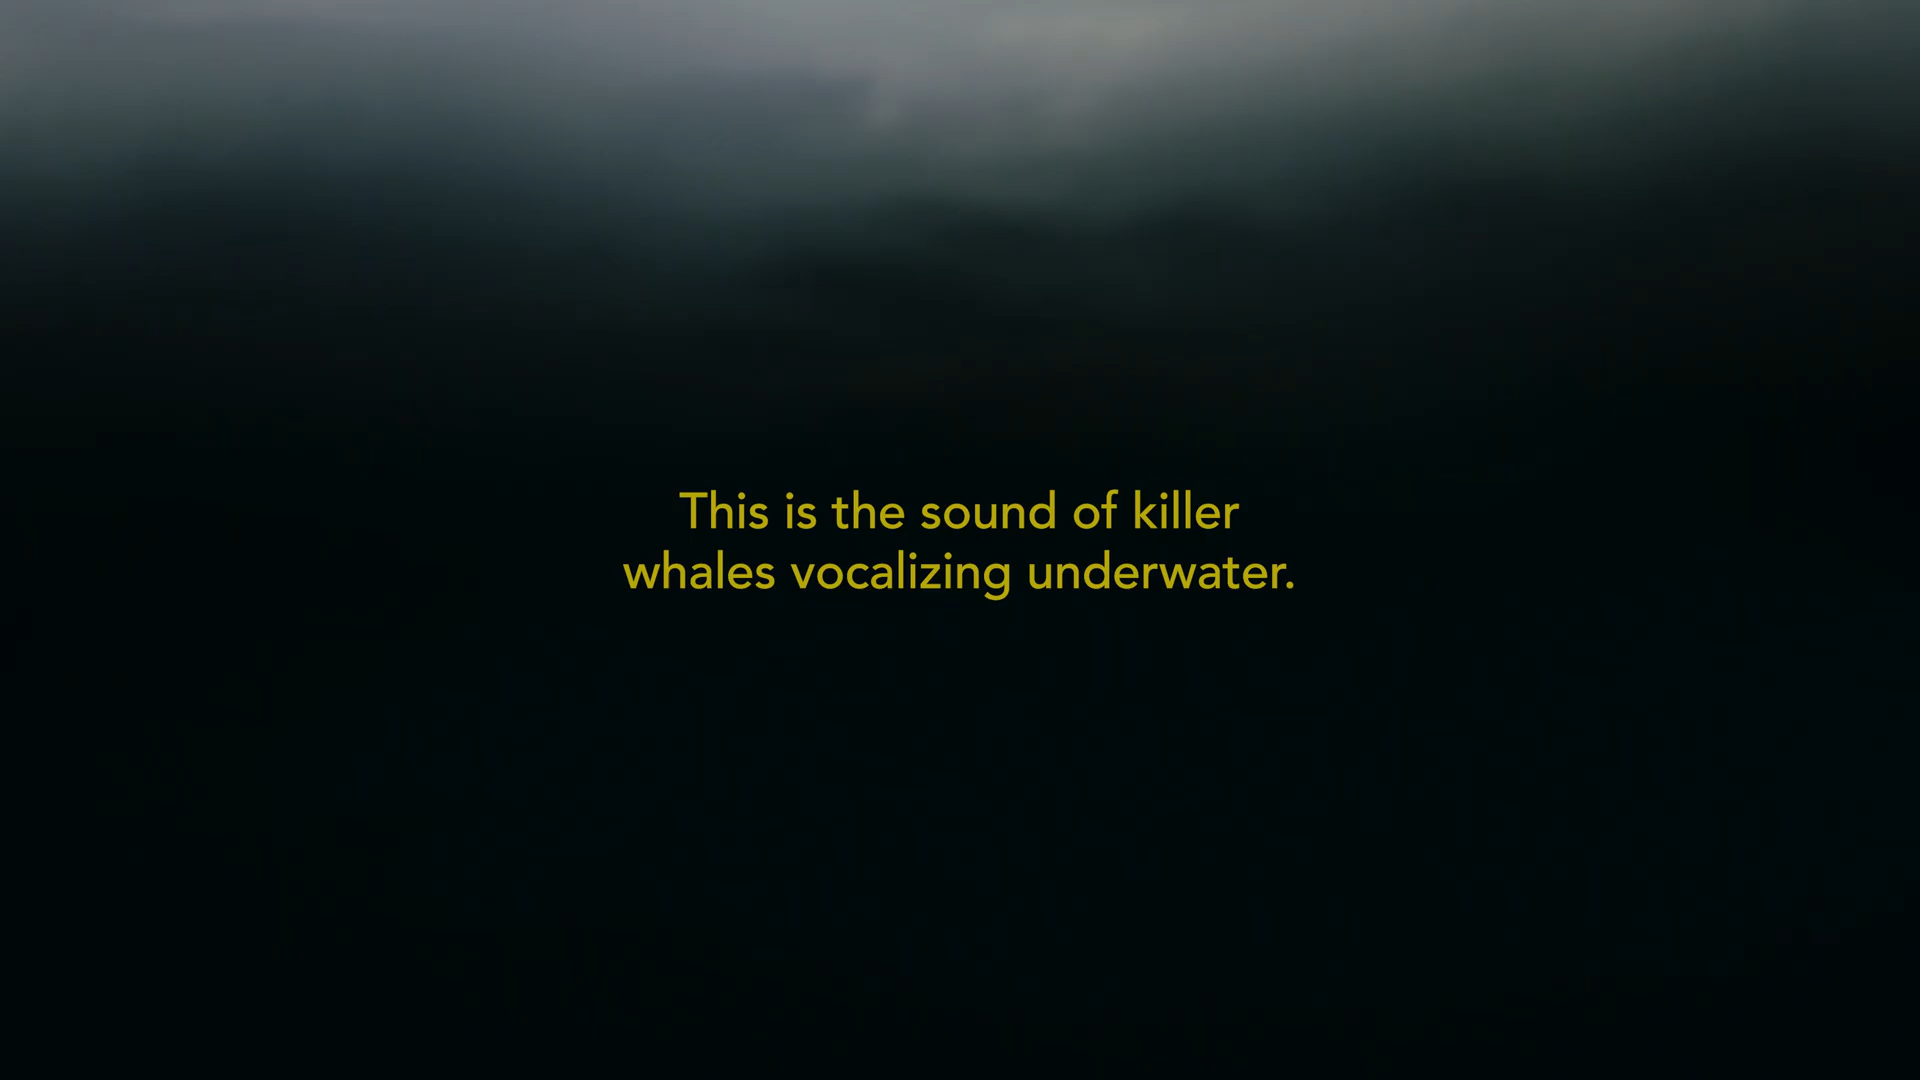 This is the sound of killer
whales vocalizing underwater.